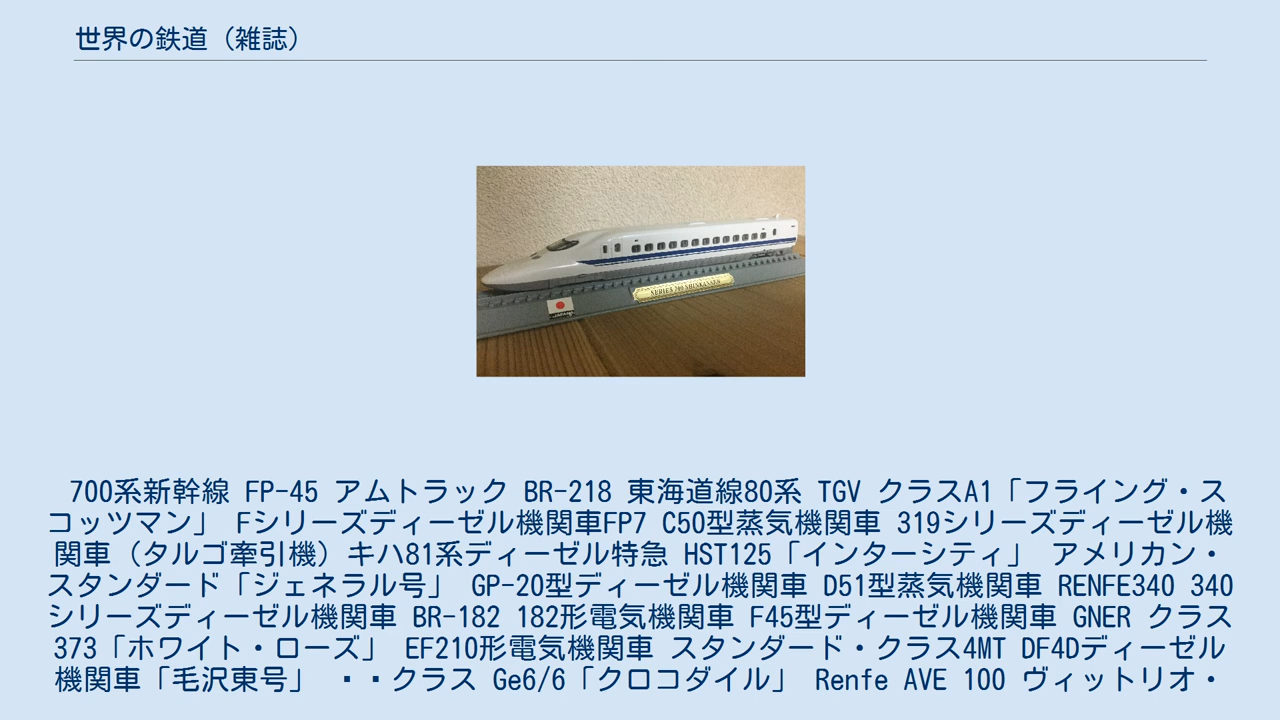 世界の鉄道（雑誌）
SERIES 700 SHINKANSEN
700系新幹線 FP-45 アムトラック BR-218 東海道線80系 TGV クラスA1「フライング・ス
コッツマン」 Fシリーズディーゼル機関車FP7 C50型蒸気機関車 319シリーズディーゼル機
関車（タルゴ牽引機）キハ81系ディーゼル特急 HST125「インターシティ」 アメリカン・
スタンダード「ジェネラル号」 GP-20型ディーゼル機関車 D51型蒸気機関車 RENFE340 340
シリーズディーゼル機関車 BR-182 182形電気機関車 F45型ディーゼル機関車 GNER クラス
373「ホワイト・ローズ」 EF210形電気機関車 スタンダード・クラス4MT DF4Dディーゼル
機関車「毛沢東号」 ・・クラス Ge6/6「クロコダイル」 Renfe AVE 100 ヴィットリオ・